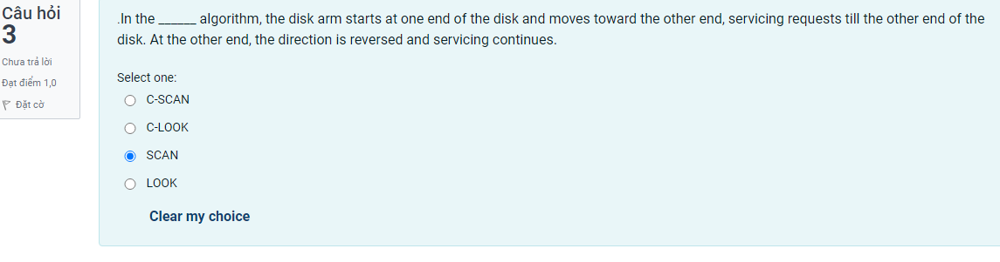 Câu hỏi
3
Chưa trả lời
Đạt điểm 1,0
Đặt cờ
.In the ______ algorithm, the disk arm starts at one end of the disk and moves toward the other end, servicing requests till the other end of the
disk. At the other end, the direction is reversed and servicing continues.
Select one:
C-SCAN
C-LOOK
SCAN
LOOK
Clear my choice